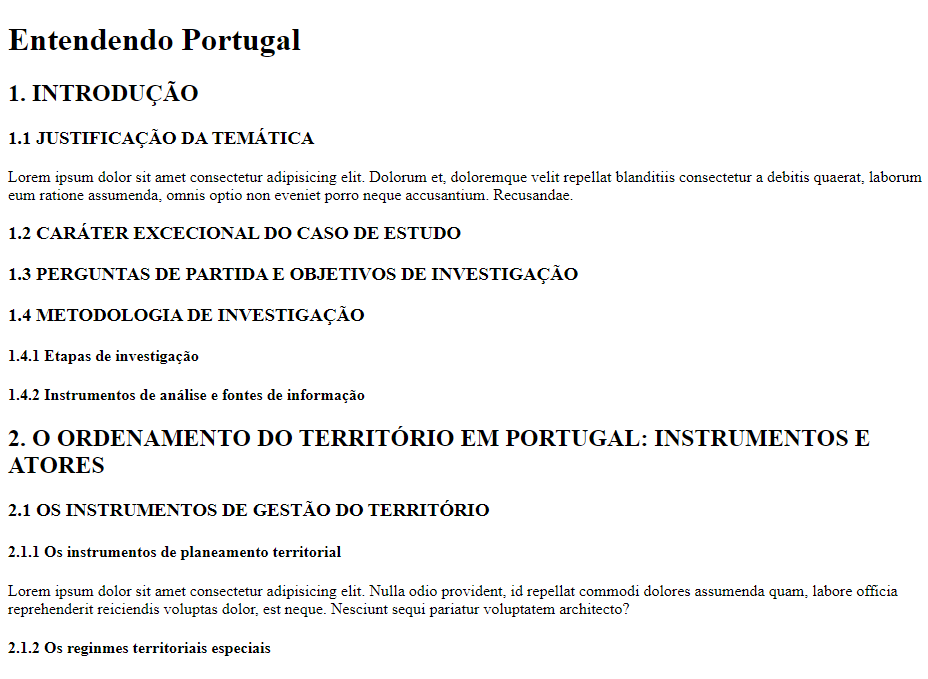 Entendendo Portugal
1. INTRODUÇÃO
1.1 JUSTIFICAÇÃO DA TEMÁTICA
Lorem ipsum dolor sit amet consectetur adipisicing elit. Dolorum et, doloremque velit repellat blanditiis consectetur a debitis quaerat, laborum
eum ratione assumenda, omnis optio non eveniet porro neque accusantium. Recusandae.
1.2 CARÁTER EXCECIONAL DO CASO DE ESTUDO
1.3 PERGUNTAS DE PARTIDA E OBJETIVOS DE INVESTIGAÇÃO
1.4 METODOLOGIA DE INVESTIGAÇÃO
1.4.1 Etapas de investigação
1.4.2 Instrumentos de análise e fontes de informação
2. O ORDENAMENTO DO TERRITÓRIO EM PORTUGAL: INSTRUMENTOS E
ATORES
2.1 OS INSTRUMENTOS DE GESTÃO DO TERRITÓRIO
2.1.1 Os instrumentos de planeamento territorial
Lorem ipsum dolor sit amet consectetur adipisicing elit. Nulla odio provident, id repellat commodi dolores assumenda quam, labore officia
reprehenderit reiciendis voluptas dolor, est neque. Nesciunt sequi pariatur voluptatem architecto?
2.1.2 Os reginmes territoriais especiais